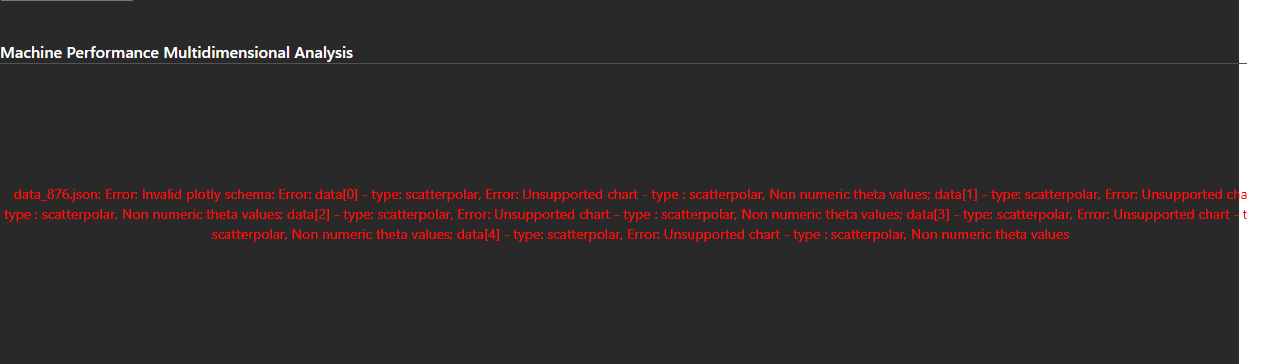 Machine Performance Multidimensional Analysis
data_876.json: Error: Invalid plotly schema: Error: data[0] - type: scatterpolar, Error: Unsupported chart - type : scatterpolar, Non numeric theta values; data[1] - type: scatterpolar, Error: Unsupported cha
type : scatterpolar, Non numeric theta values; data[2] - type: scatterpolar, Error: Unsupported chart - type : scatterpolar, Non numeric theta values; data[3] - type: scatterpolar, Error: Unsupported chart - t
scatterpolar, Non numeric theta values; data[4] - type: scatterpolar, Error: Unsupported chart - type : scatterpolar, Non numeric theta values